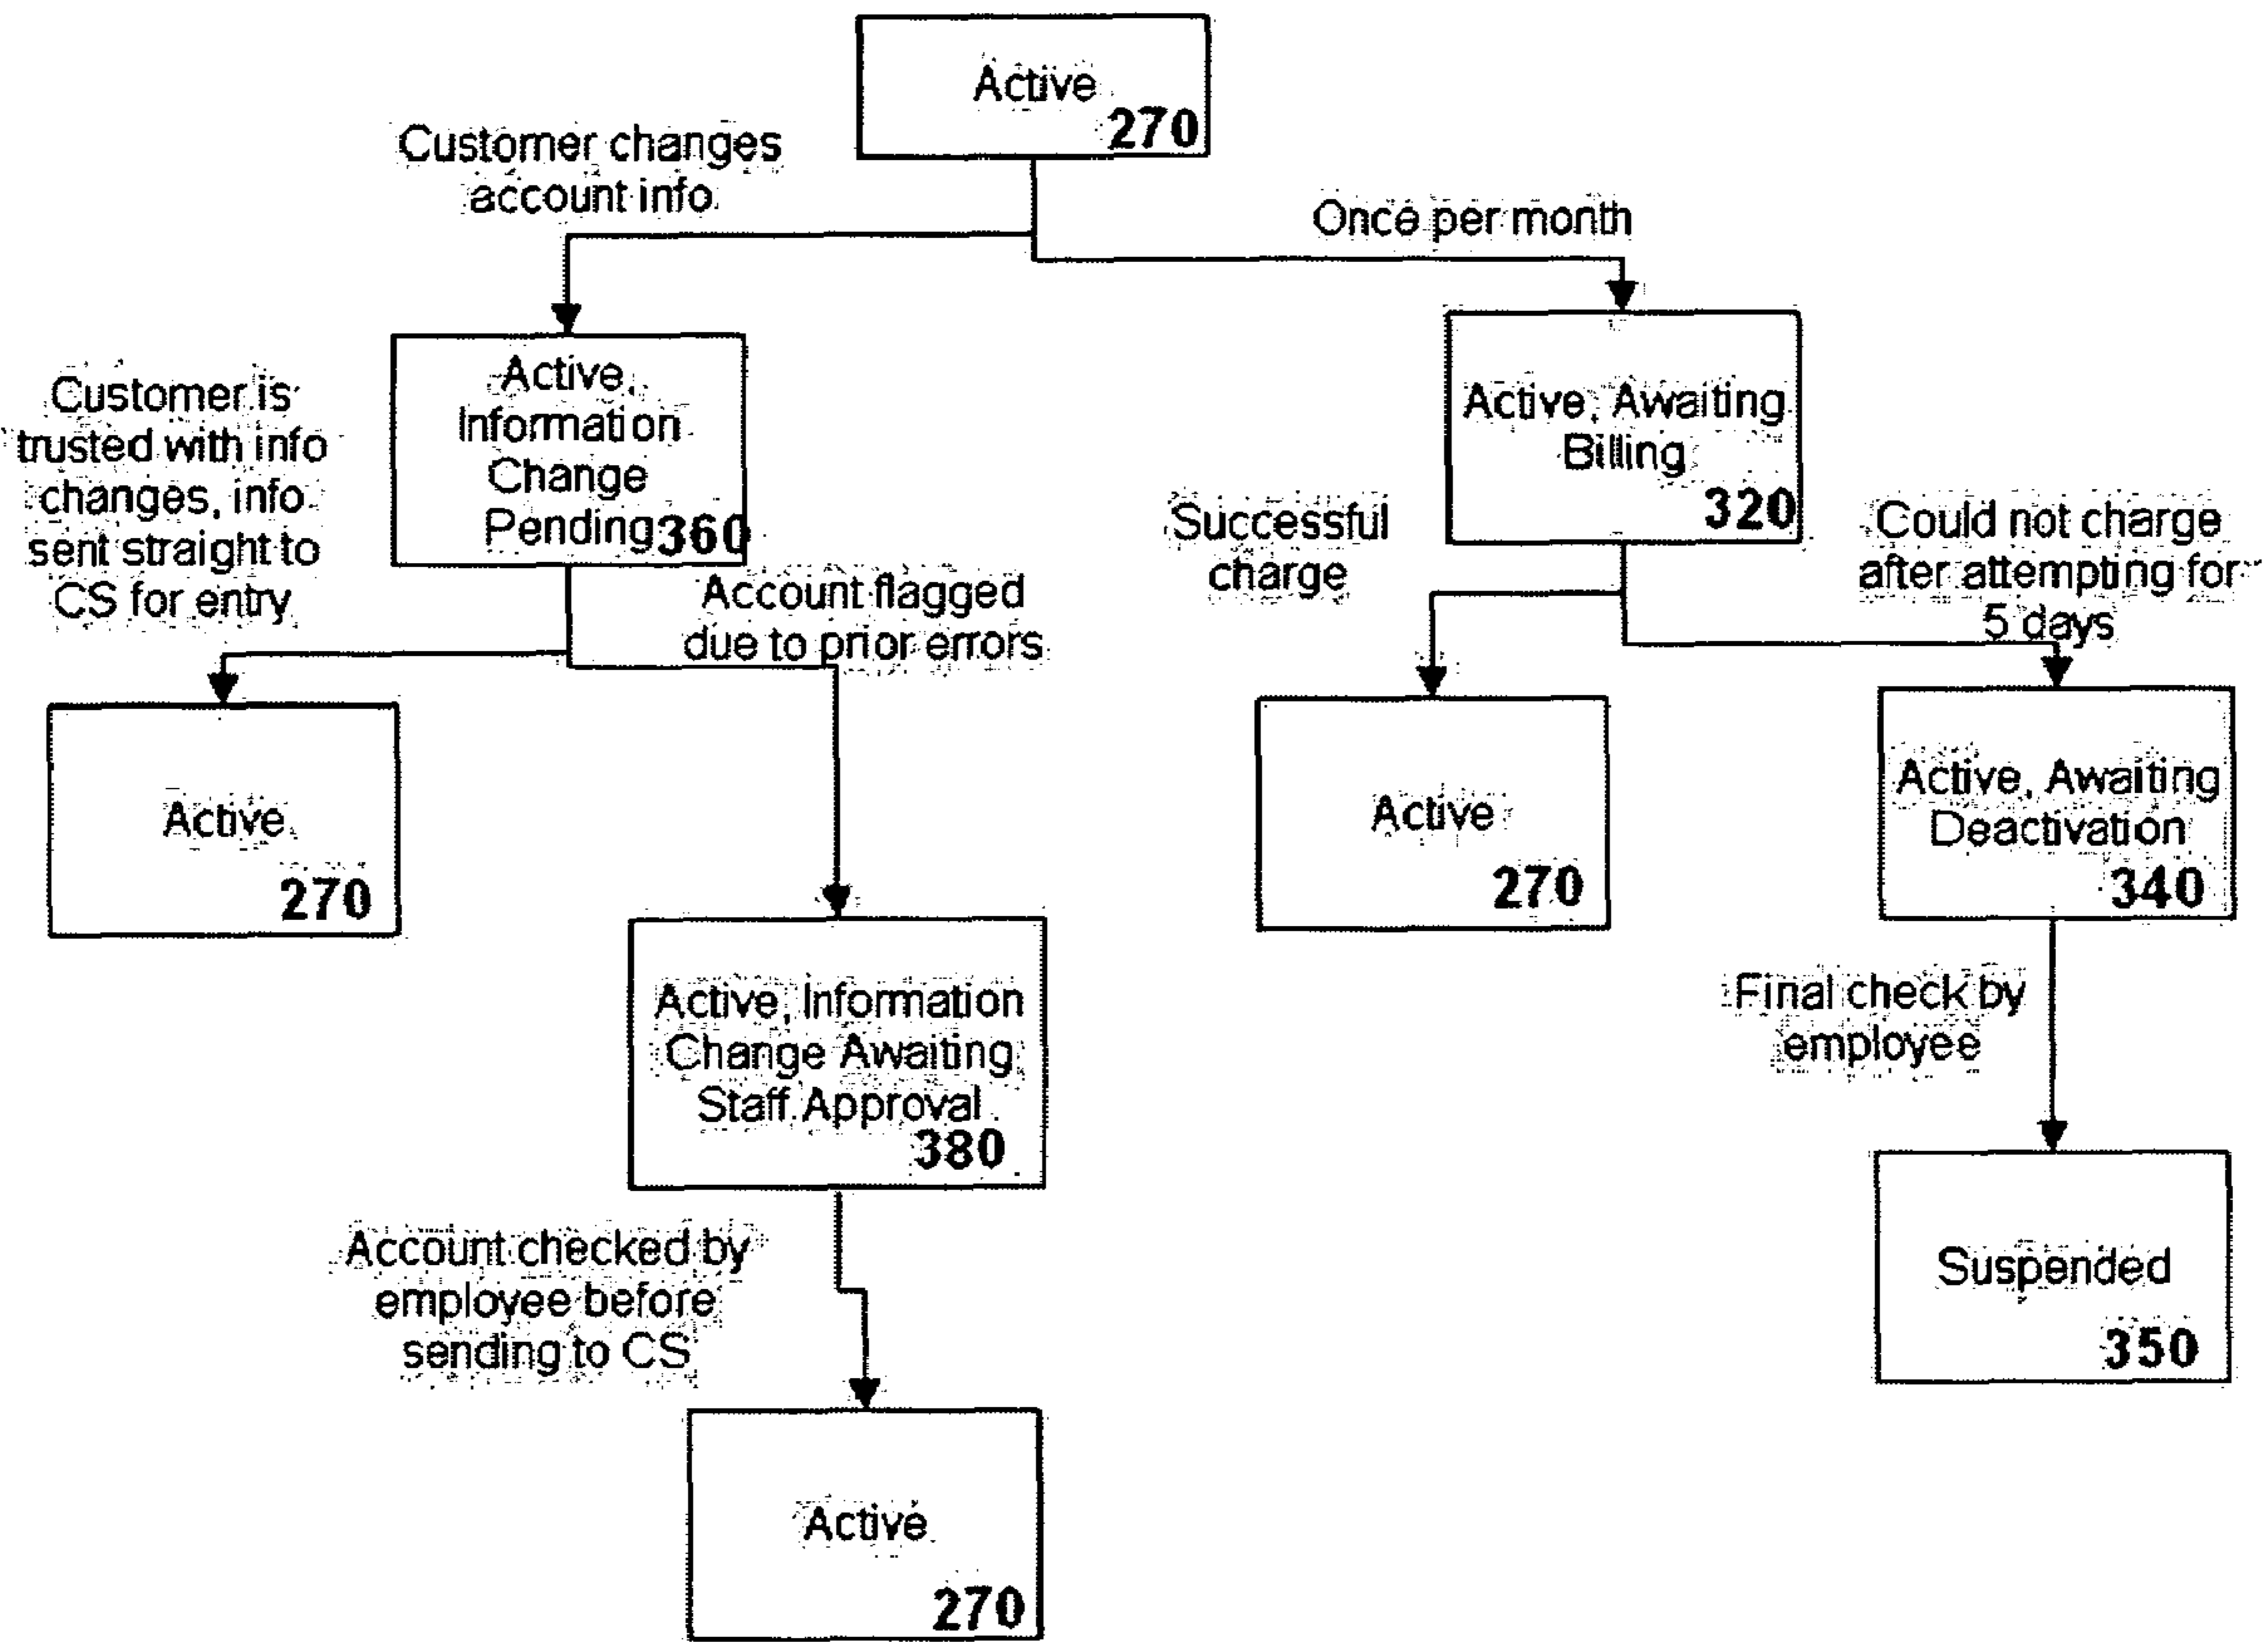 Active
270
Customer changes
account info
Once per month
Active,
Information
Change
Pending 360
Active, Awaiting
Billing
320
Customer is
trusted with info
changes, info
sent straight to
CS for entry
Account flagged
due to prior errors
Successful
charge
Could not charge
after attempting for
5 days
Active
270
Active
270
Active, Awaiting
Deactivation
340
Active, Information
Change Awaiting
Staff Approval
380
Final check by
employee
Account checked by
employee before
sending to CS
Suspended
350
Active
270